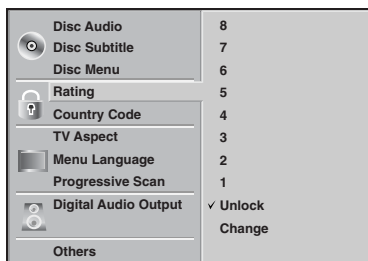 Disc Audio
Disc Subtitle
Disc Menu
Rating
Country Code
TV Aspect
Menu Language
Progressive Scan
Digital Audio Output
Others
8
7
6
5
4
3
2
1
✓ Unlock
Change